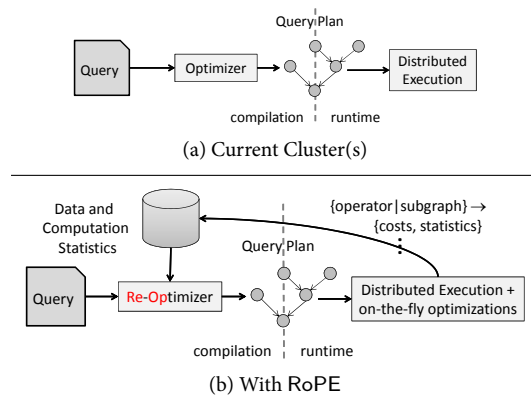 Query Plan
Query
Optimizer
Distributed
Execution
compilation
runtime
(a) Current Cluster(s)
Data and
Computation
Statistics
{operator|subgraph} →
{costs, statistics}
Query Plan
Query
Re-Optimizer
Distributed Execution +
on-the-fly optimizations
compilation
runtime
(b) With RoPE